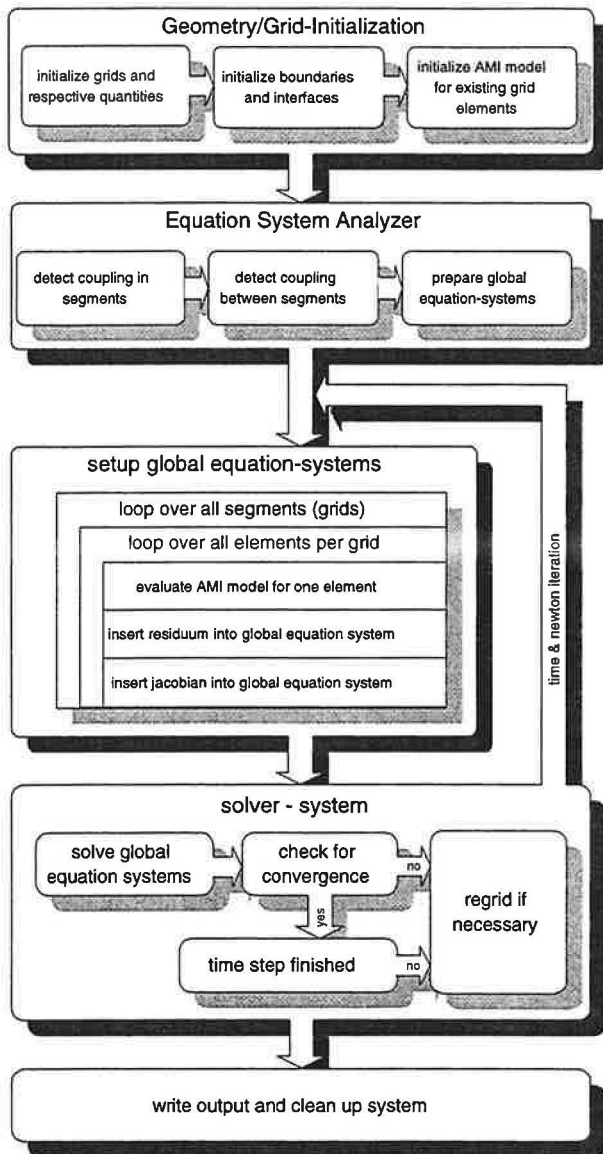 Geometry/Grid-Initialization
initialize grids and
respective quantities
initialize boundaries
and interfaces
initialize AMI model
for existing grid
elements
Equation System Analyzer
detect coupling in
segments
detect coupling
between segments
prepare global
equation-systems
setup global equation-systems
loop over all segments (grids)
loop over all elements per grid
evaluate AMI model for one element
insert residuum into global equation system
insert jacobian into global equation system
time & newton iteration
solver - system
solve global
equation systems
check for
convergence
no
yes
regrid if
necessary
time step finished
no
write output and clean up system